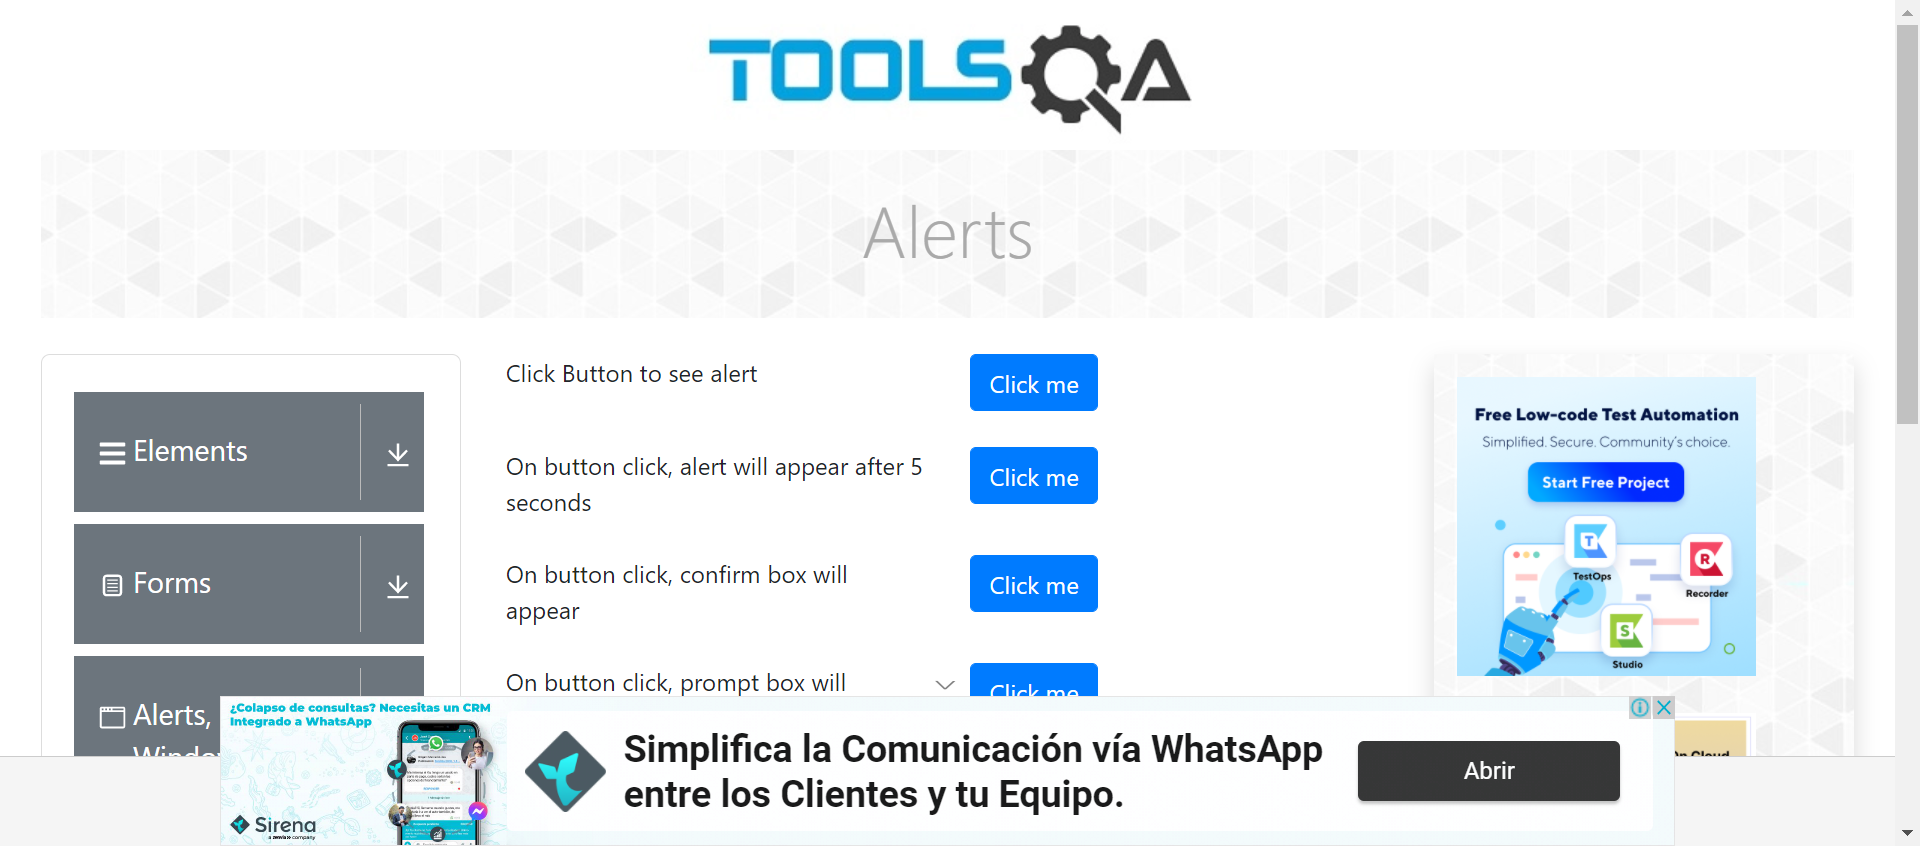 TOOLSQA
Alerts
Elements
Forms
Alerts,
Click Button to see alert
Click me
On button click, alert will appear after 5
seconds
Click me
On button click, confirm box will
appear
Click me
On button click, prompt box will
Click me
Free Low-code Test Automation
Simplified. Secure. Community's choice.
Start Free Project
TestOps
Recorder
Studio
¿Colapso de consultas? Necesitas un CRM
Integrado a WhatsApp
Sirena
a zenvia company
Simplifica la Comunicación vía WhatsApp
entre los Clientes y tu Equipo.
Abrir